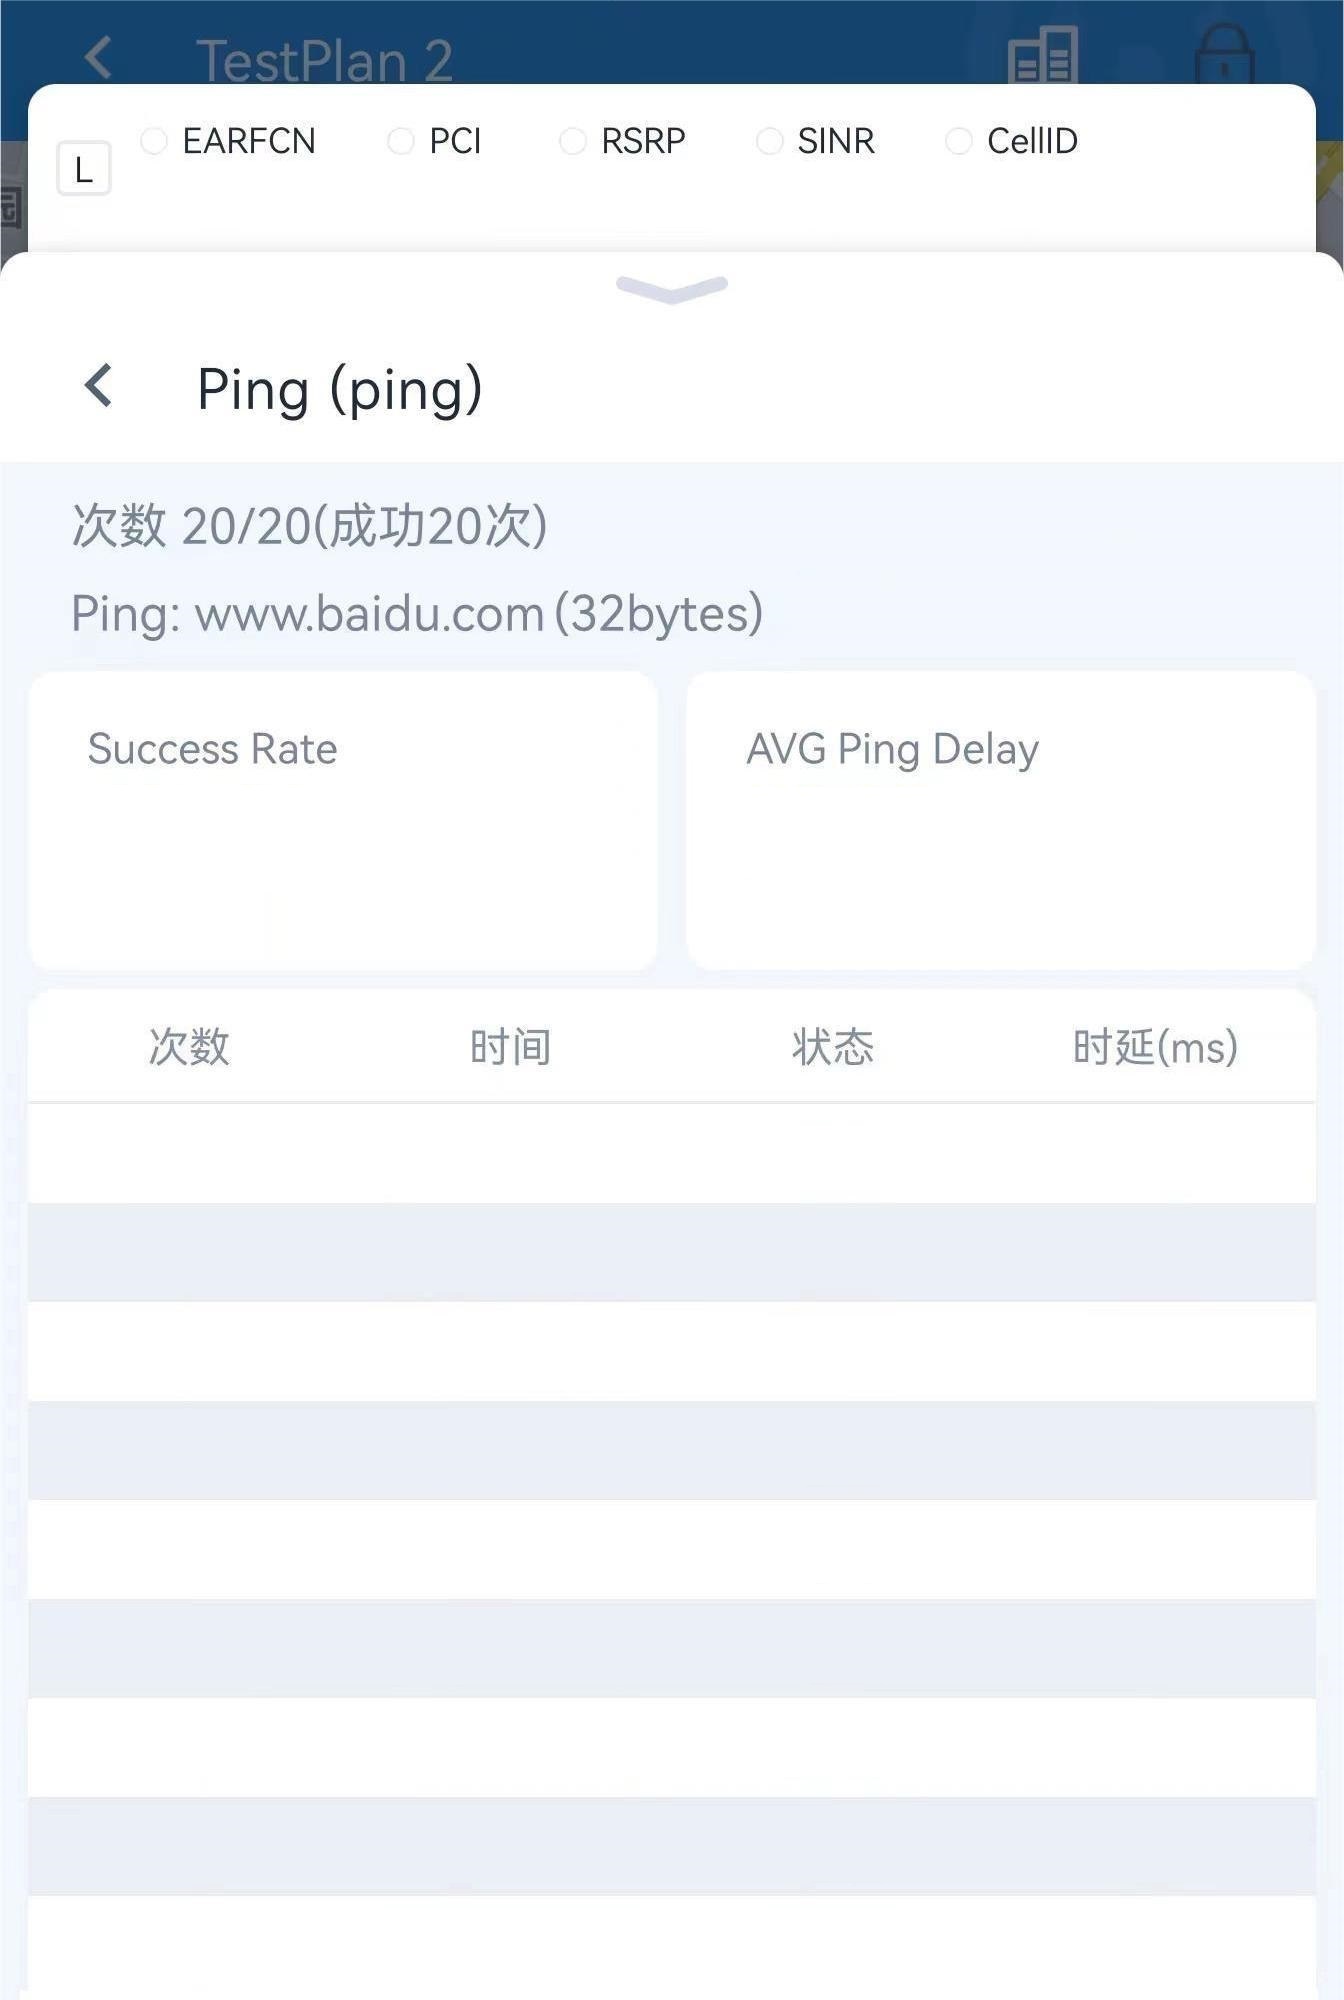 TestPlan 2
L EARFCN PCI RSRP SINR CellID
园
Ping (ping)
次数 20/20(成功20次)
Ping: www.baidu.com (32bytes)
Success Rate AVG Ping Delay
次数 时间 状态 时延(ms)